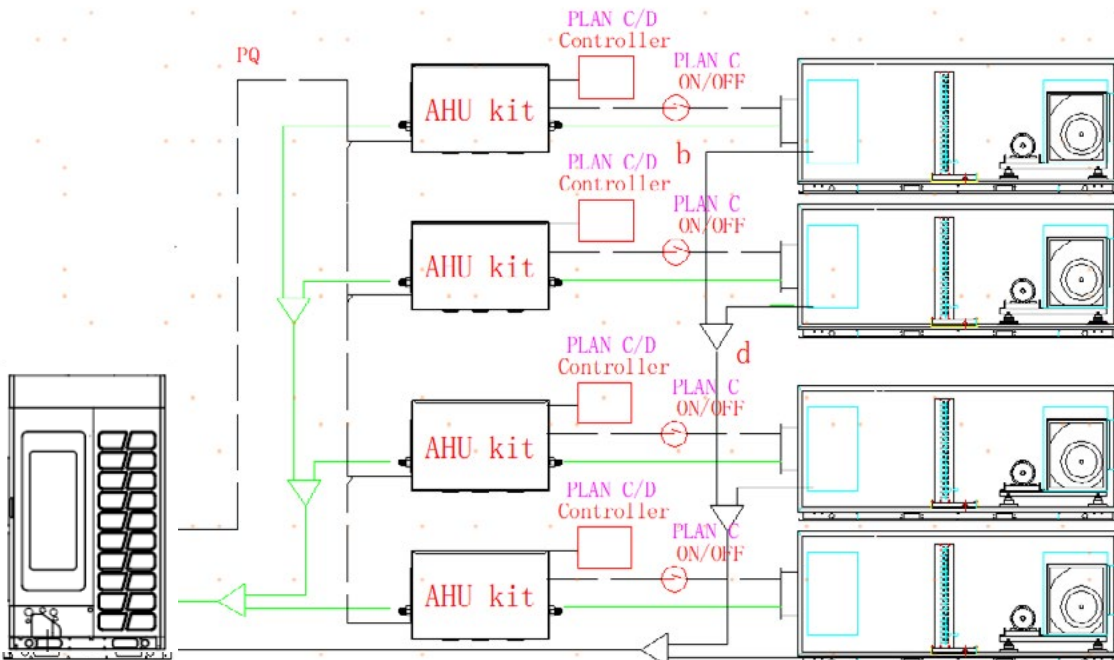 PLAN C/D
Controller
PQ
PLAN C
ON/OFF
AHU kit
b
PLAN C/D
Controller
PLAN C
ON/OFF
AHU kit
PLAN C/D
Controller
d
PLAN C
ON/OFF
AHU kit
PLAN C/D
Controller
PLAN C
ON/OFF
AHU kit